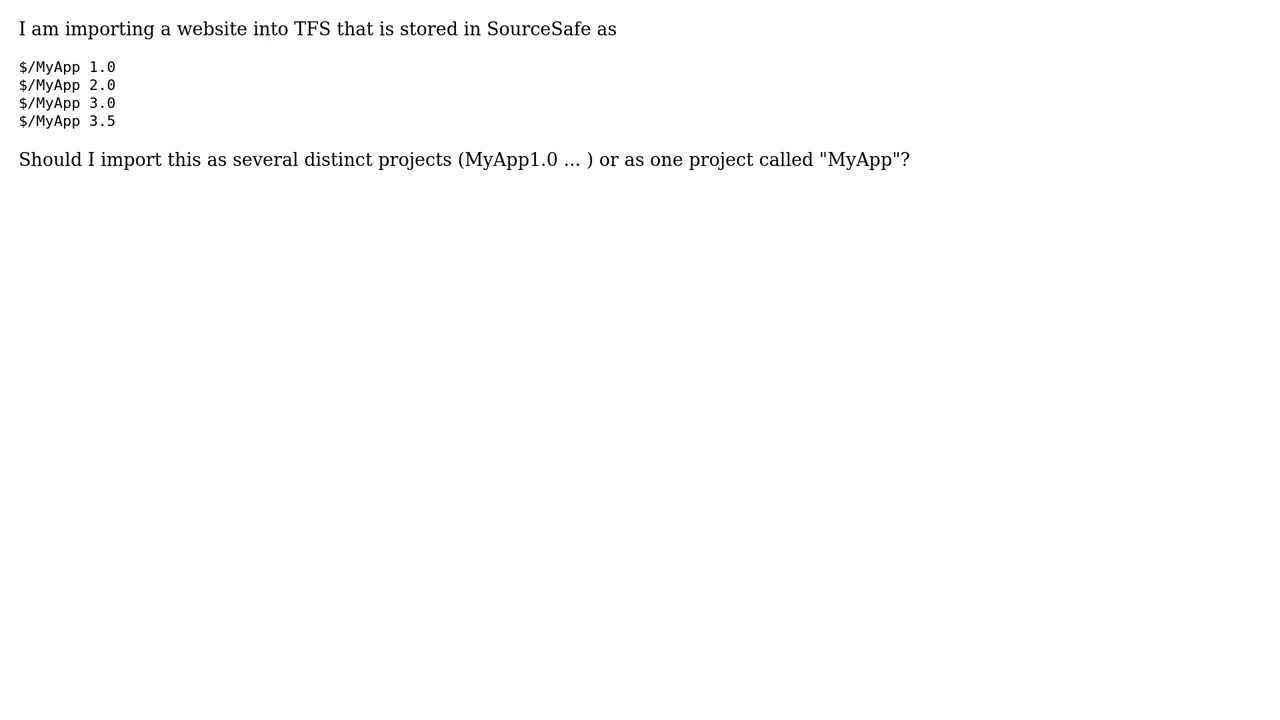 I am importing a website into TFS that is stored in SourceSafe as
$/MyApp 1.0
$/MyApp 2.0
$/MyApp 3.0
$/MyApp 3.5
Should I import this as several distinct projects (MyApp1.0 ... ) or as one project called "MyApp"?